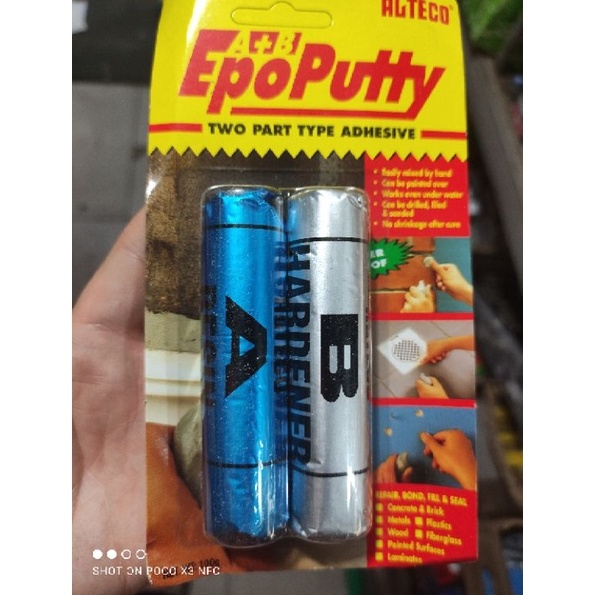 ALTECO
A+B
EpoPutty
TWO PART TYPE ADHESIVE
• Easily mixed by hand
• Can be painted over
• Works even under water
• Can be drilled, filed
& sanded
• No shrinkage after cure
A
B
HARDENER
REPAIR, BOND, FILL & SEAL
Concrete & Brick
Metals Plastics
Wood Fiberglass
Painted Surfaces
Laminates
SHOT ON POCO X3 NFC